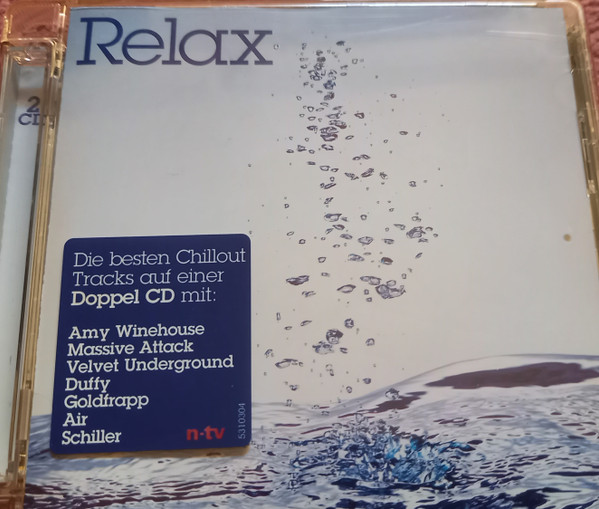 Relax
2
CD
Die besten Chillout
Tracks auf einer
Doppel CD mit:
Amy Winehouse
Massive Attack
Velvet Underground
Duffy
Goldfrapp
Air
Schiller
n-tv
5310304